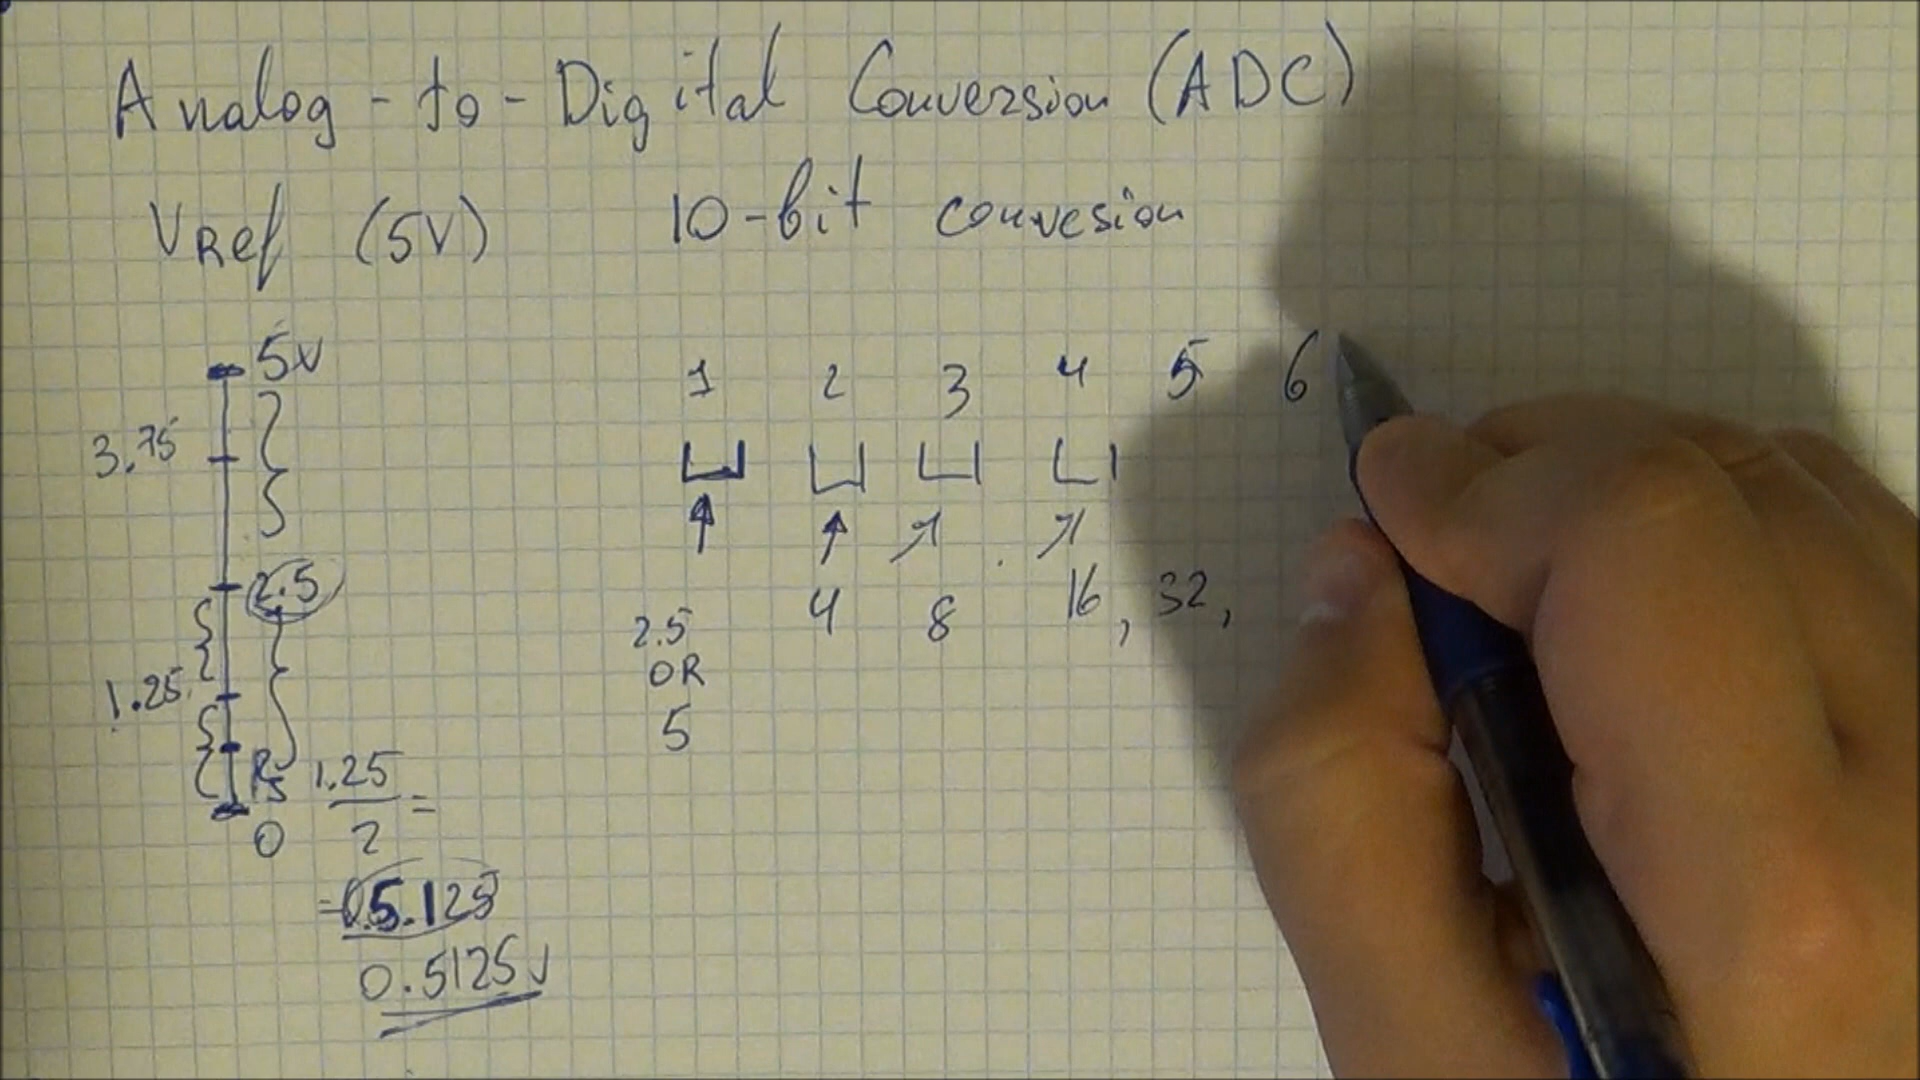 Analog-to-Digital Conversion (ADC)
VRef (5V) 10-bit convesion
5V
3.75
2.5
1.25
0
1.25
2
=
= 5.125
0.5125V
1 2 3 4 5 6
4 8 16, 32,
2.5
OR
5